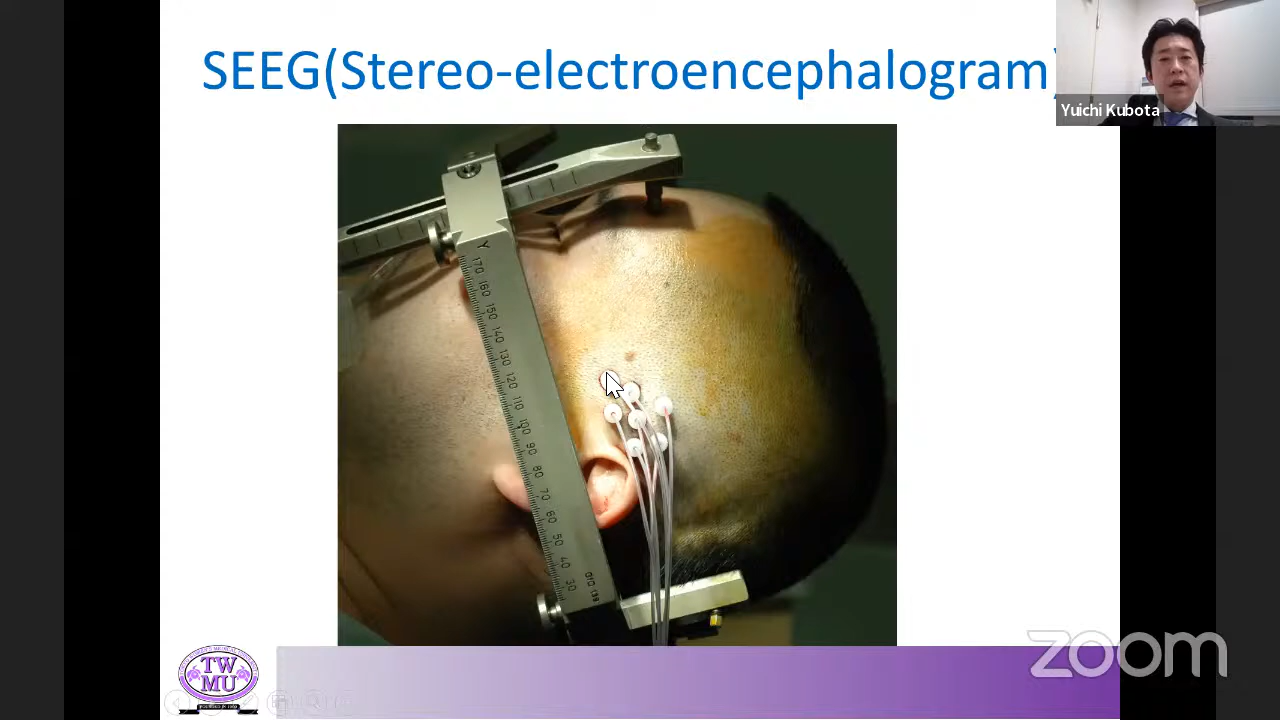 SEEG(Stereo-electroencephalogram)
Yuichi Kubota
Y
170
160
150
140
130
120
110
100
90
80
70
60
50
40
30
TW
MU
zoom